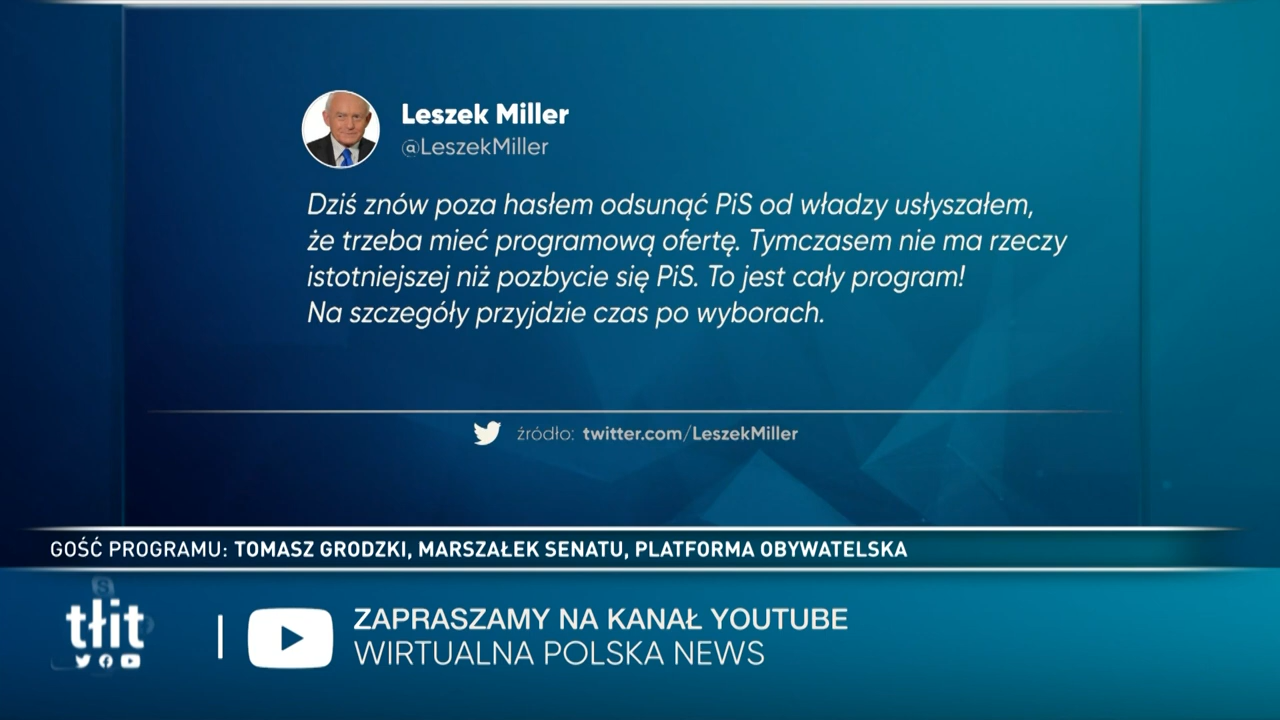 Leszek Miller
@LeszekMiller
Dziś znów poza hasłem odsunąć PiS od władzy usłyszałem,
że trzeba mieć programową ofertę. Tymczasem nie ma rzeczy
istotniejszej niż pozbycie się PiS. To jest cały program!
Na szczegóły przyjdzie czas po wyborach.
źródło: twitter.com/LeszekMiller
GOŚĆ PROGRAMU: TOMASZ GRODZKI, MARSZAŁEK SENATU, PLATFORMA OBYWATELSKA
tłit
ZAPRASZAMY NA KANAŁ YOUTUBE
WIRTUALNA POLSKA NEWS